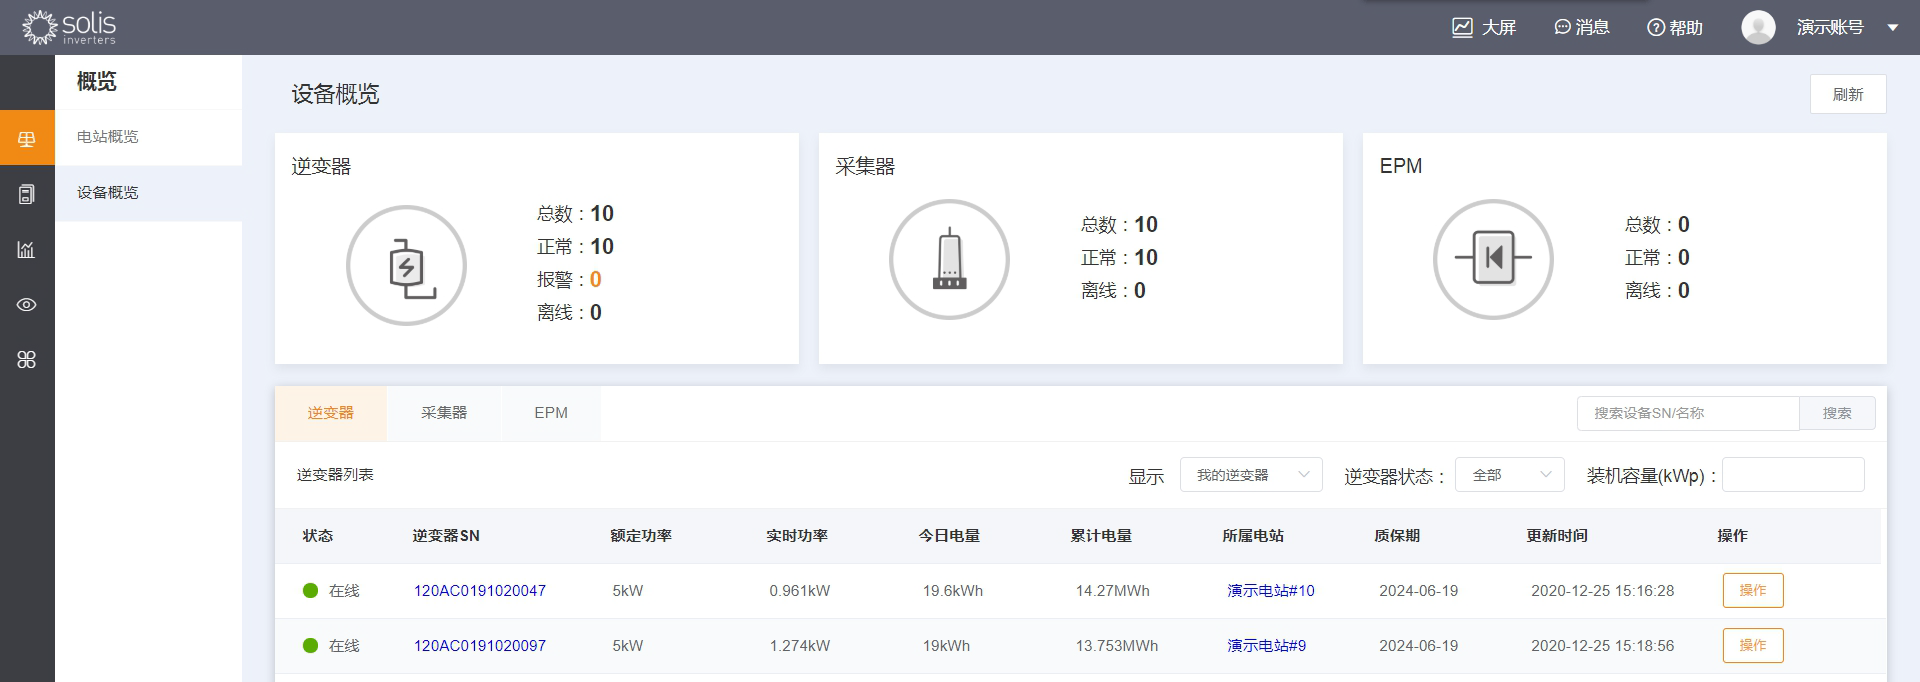 solis
inverters
大屏
消息
帮助
演示账号
概览
电站概览
设备概览
设备概览
刷新
逆变器
总数：10
正常：10
报警：0
离线：0
采集器
总数：10
正常：10
离线：0
EPM
总数：0
正常：0
离线：0
逆变器 采集器 EPM
搜索设备SN/名称 搜索
逆变器列表 显示 我的逆变器 逆变器状态： 全部 装机容量(kWp)：
状态 逆变器SN 额定功率 实时功率 今日电量 累计电量 所属电站 质保期 更新时间 操作
在线 120AC0191020047 5kW 0.961kW 19.6kWh 14.27MWh 演示电站#10 2024-06-19 2020-12-25 15:16:28 操作
在线 120AC0191020097 5kW 1.274kW 19kWh 13.753MWh 演示电站#9 2024-06-19 2020-12-25 15:18:56 操作